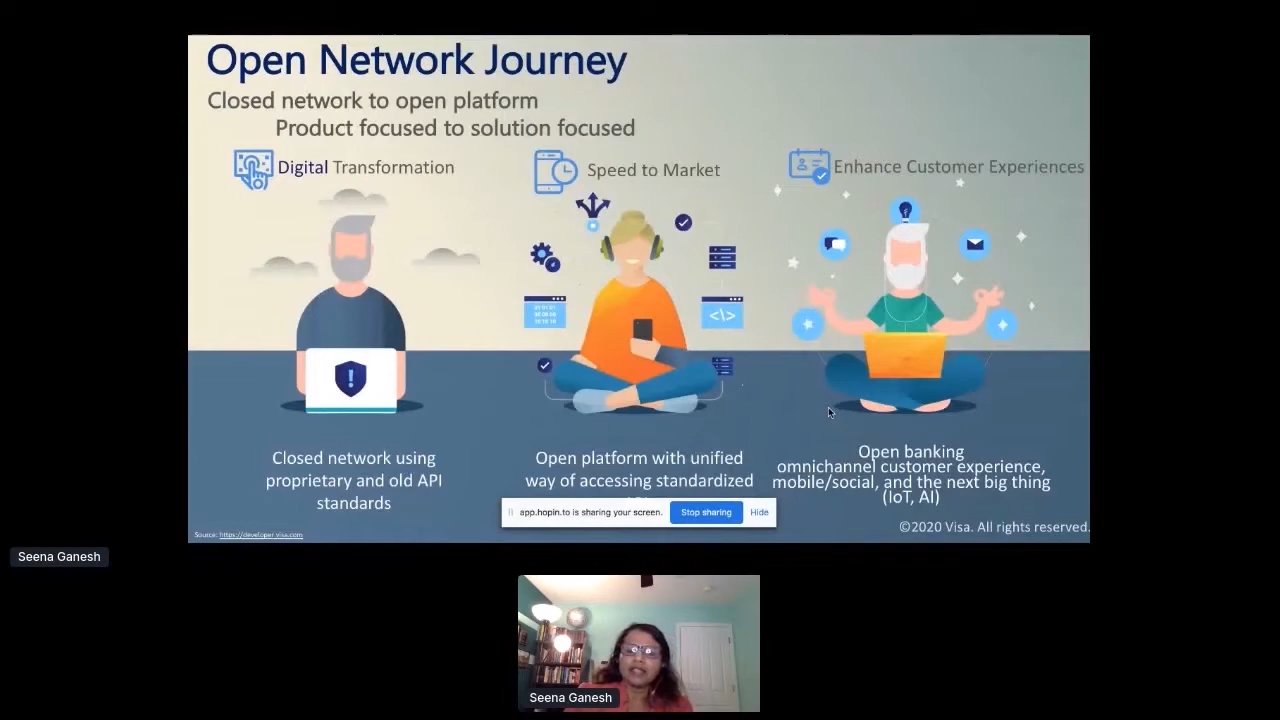 Open Network Journey
Closed network to open platform
Product focused to solution focused
Digital Transformation
Speed to Market
Enhance Customer Experiences
</>
Closed network using
proprietary and old API
standards
Open platform with unified
way of accessing standardized
Open banking
omnichannel customer experience,
mobile/social, and the next big thing
(IoT, AI)
app.hopin.to is sharing your screen.
Stop sharing
Hide
©2020 Visa. All rights reserved.
Source: https://developer.visa.com
Seena Ganesh
Seena Ganesh